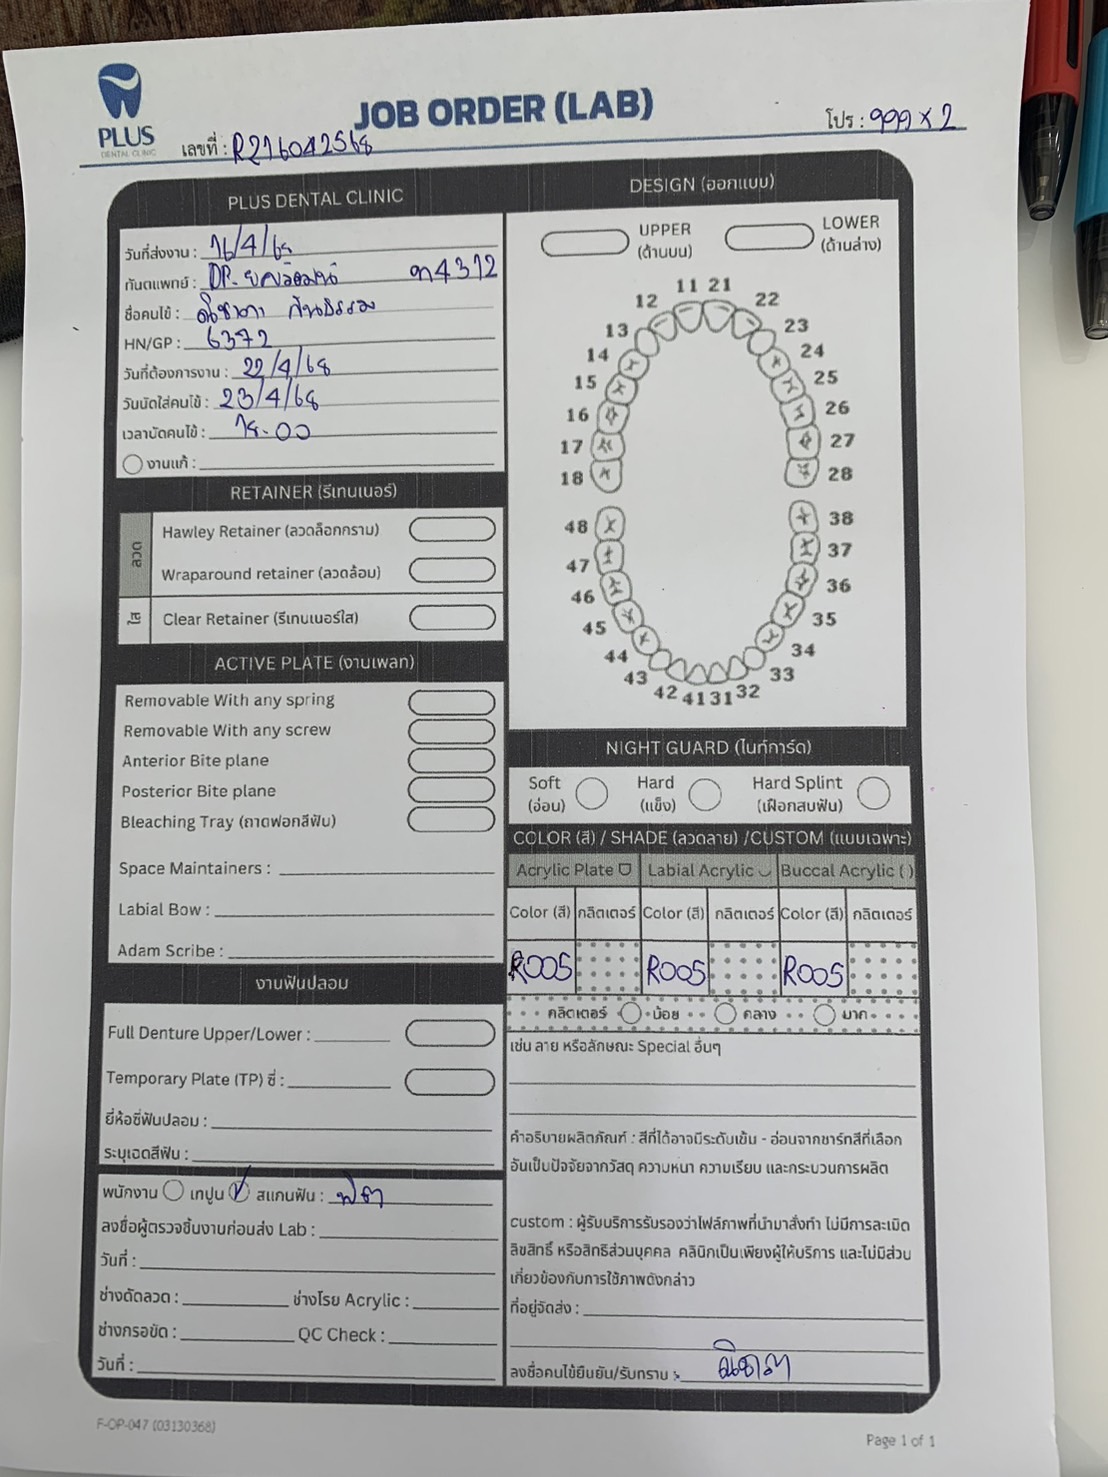 PLUS
DENTAL CLINIC
JOB ORDER (LAB)
เลขที่ : R216042568
โปร : 999 x 2
PLUS DENTAL CLINIC
วันที่ส่งงาน : 16/4/68
ทันตแพทย์ : DR.
ชื่อคนไข้ :
HN/GP : 6372
วันที่ต้องการงาน : 22/4/68
วันนัดใส่คนไข้ : 23/4/68
เวลานัดคนไข้ : 18.00
งานแก้ :
RETAINER (รีเทนเนอร์)
ลวด
Hawley Retainer (ลวดล็อกกราม)
Wraparound retainer (ลวดล้อม)
ใส
Clear Retainer (รีเทนเนอร์ใส)
ACTIVE PLATE (งานเพลท)
Removable With any spring
Removable With any screw
Anterior Bite plane
Posterior Bite plane
Bleaching Tray (ถาดฟอกสีฟัน)
Space Maintainers :
Labial Bow :
Adam Scribe :
งานฟันปลอม
Full Denture Upper/Lower :
Temporary Plate (TP) ซี่ :
ยี่ห้อซี่ฟันปลอม :
ระบุเฉดสีฟัน :
พนักงาน เทปูน สแกนฟัน :
ลงชื่อผู้ตรวจชิ้นงานก่อนส่ง Lab :
วันที่ :
ช่างดัดลวด : ช่างโรย Acrylic :
ช่างกรอขัด : QC Check :
วันที่ :
DESIGN (ออกแบบ)
UPPER
(ด้านบน)
LOWER
(ด้านล่าง)
11 21
12 22
13 23
14 24
15 25
16 26
17 27
18 28
48 38
47 37
46 36
45 35
44 34
43 33
42 41 31 32
NIGHT GUARD (ไนท์การ์ด)
Soft
(อ่อน)
Hard
(แข็ง)
Hard Splint
(เฝือกสบฟัน)
COLOR (สี) / SHADE (ลวดลาย) /CUSTOM (แบบเฉพาะ)
Acrylic Plate Labial Acrylic Buccal Acrylic ( )
Color (สี) กลิตเตอร์ Color (สี) กลิตเตอร์ Color (สี) กลิตเตอร์
R005 R005 R005
กลิตเตอร์ น้อย กลาง มาก
เช่น ลาย หรือลักษณะ Special อื่นๆ
คำอธิบายผลิตภัณฑ์ : สีที่ได้อาจมีระดับเข้ม - อ่อนจากชาร์ทสีที่เลือก
อันเป็นปัจจัยจากวัสดุ ความหนา ความเรียบ และกระบวนการผลิต
custom : ผู้รับบริการรับรองว่าไฟล์ภาพที่นำมาสั่งทำ ไม่มีการละเมิด
ลิขสิทธิ์ หรือสิทธิส่วนบุคคล คลินิกเป็นเพียงผู้ให้บริการ และไม่มีส่วน
เกี่ยวข้องกับการใช้ภาพดังกล่าว
ที่อยู่จัดส่ง :
ลงชื่อคนไข้ยืนยัน/รับทราบ :
F-OP-047 (03130368)
Page 1 of 1